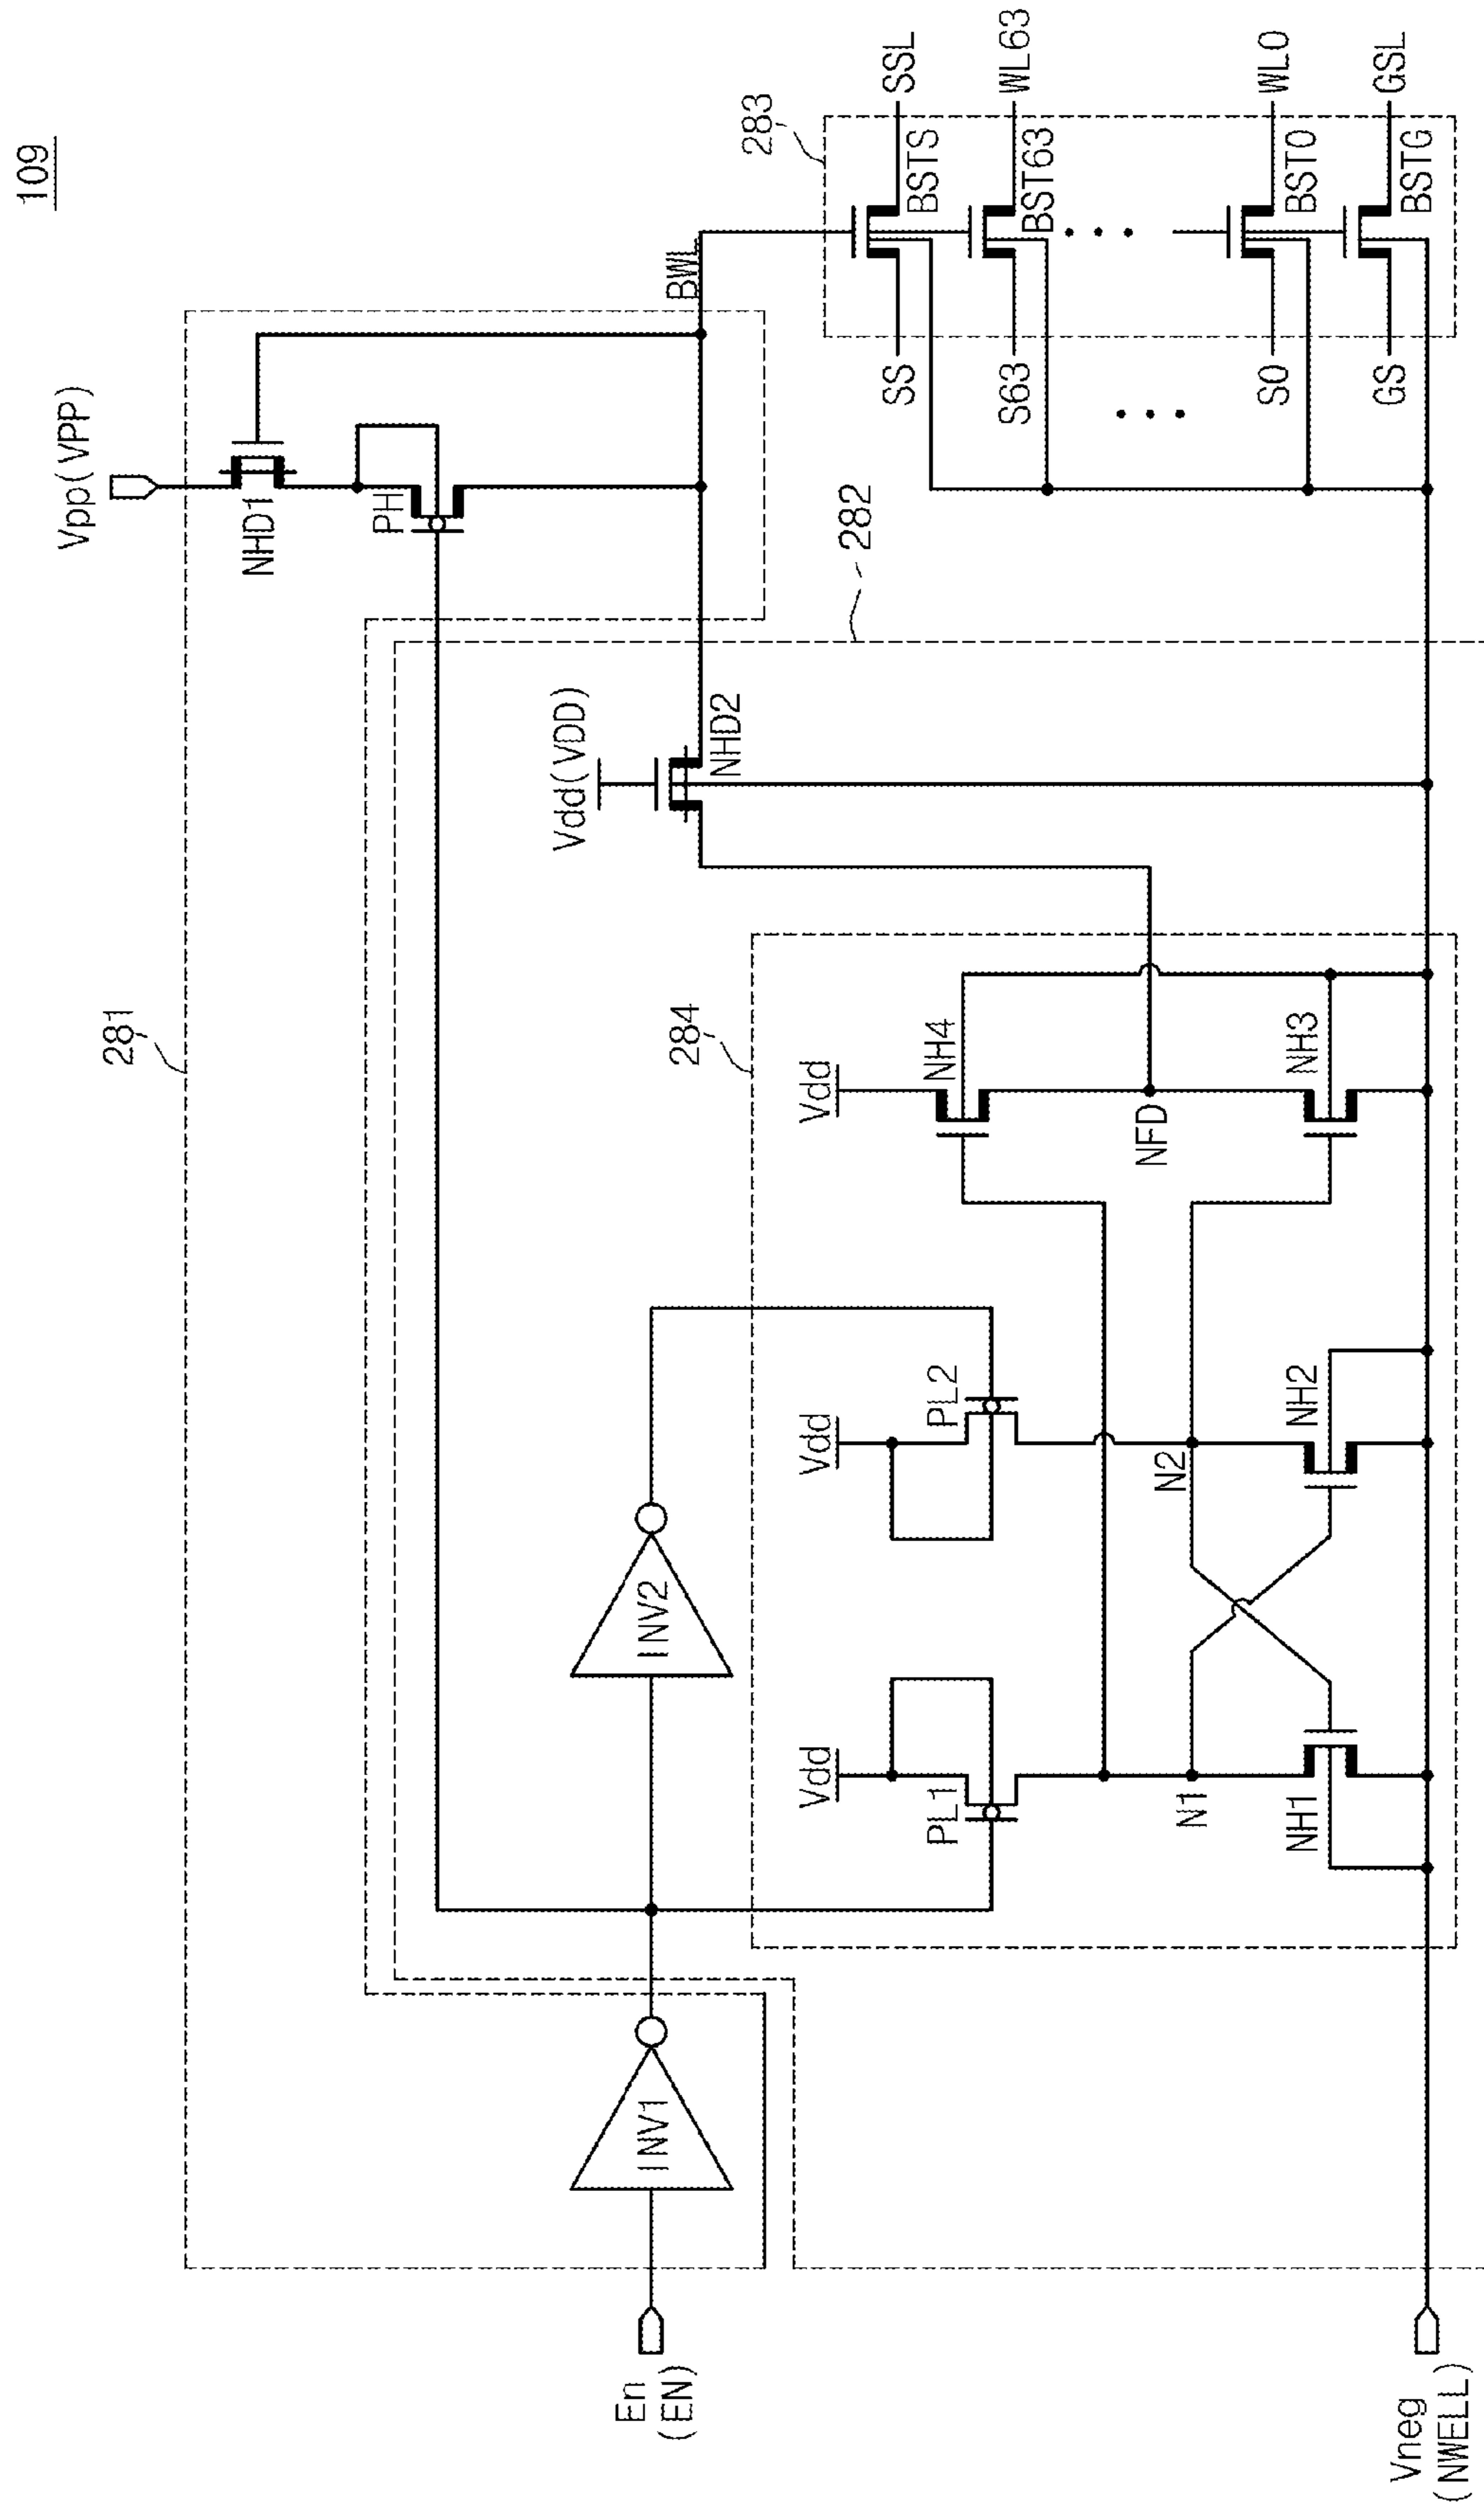 109
Vpp(VPP)
281
NHD1
PH
BWL
283
SSL
BSTS
SS
WL63
BST63
S63
WL0
BST0
S0
GSL
BSTG
GS
282
Vdd(VDD)
NHD2
284
Vdd
NH4
NFD
NH3
INV1
INV2
Vdd
PL1
N1
NH1
Vdd
PL2
N2
NH2
En
(EN)
Vneg
(NWELL)